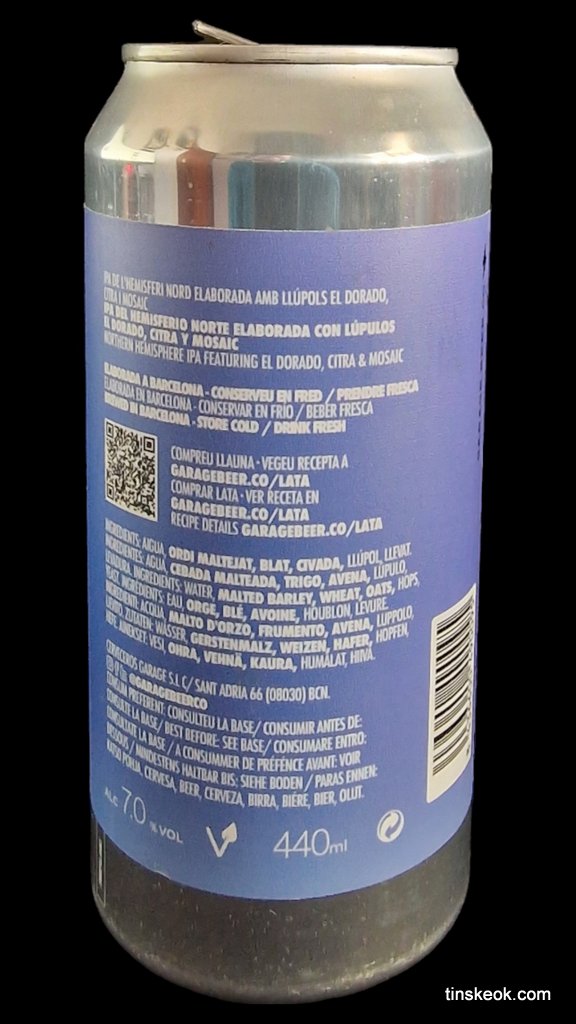 IPA DE L'HEMISFERI NORD ELABORADA AMB LLÚPOLS EL DORADO,
CITRA I MOSAIC
IPA DEL HEMISFERIO NORTE ELABORADA CON LÚPULOS
EL DORADO, CITRA Y MOSAIC
NORTHERN HEMISPHERE IPA FEATURING EL DORADO, CITRA & MOSAIC
ELABORADA A BARCELONA - CONSERVEU EN FRED / PRENDRE FRESCA
ELABORADA EN BARCELONA - CONSERVAR EN FRÍO / BEBER FRESCA
BREWED IN BARCELONA - STORE COLD / DRINK FRESH
COMPREU LLAUNA · VEGEU RECEPTA A
GARAGEBEER.CO/LATA
COMPRAR LATA · VER RECETA EN
GARAGEBEER.CO/LATA
RECIPE DETAILS GARAGEBEER.CO/LATA
INGREDIENTS: AIGUA, ORDI MALTEJAT, BLAT, CIVADA, LLÚPOL, LLEVAT.
INGREDIENTES: AGUA, CEBADA MALTEADA, TRIGO, AVENA, LÚPULO,
LEVADURA. INGREDIENTS: WATER, MALTED BARLEY, WHEAT, OATS, HOPS,
YEAST. INGRÉDIENTS: EAU, ORGE, BLÉ, AVOINE, HOUBLON, LEVURE.
INGREDIENTE: ACQUA, MALTO D'ORZO, FRUMENTO, AVENA, LUPPOLO,
LIEVITO. ZUTATEN: WASSER, GERSTENMALZ, WEIZEN, HAFER, HOPFEN,
HEFE. AINEKSET: VESI, OHRA, VEHNÄ, KAURA, HUMALAT, HIIVA.
CERVECEROS GARAGE S.L C/ SANT ADRIA 66 (08030) BCN.
@GARAGEBEERCO
CONSUM PREFERENT: CONSULTEU LA BASE/ CONSUMIR ANTES DE:
CONSULTE LA BASE/ BEST BEFORE: SEE BASE/ CONSUMARE ENTRO:
CONSULTATE LA BASE / A CONSUMMER DE PRÉFÉNCE AVANT: VOIR
DESSOUS / MINDESTENS HALTBAR BIS: SIEHE BODEN / PARAS ENNEN:
KATSO POHJA, CERVESA, BEER, CERVEZA, BIRRA, BIÈRE, BIER, OLUT.
ALC 7,0 % VOL
V
440ml
tinskeok.com